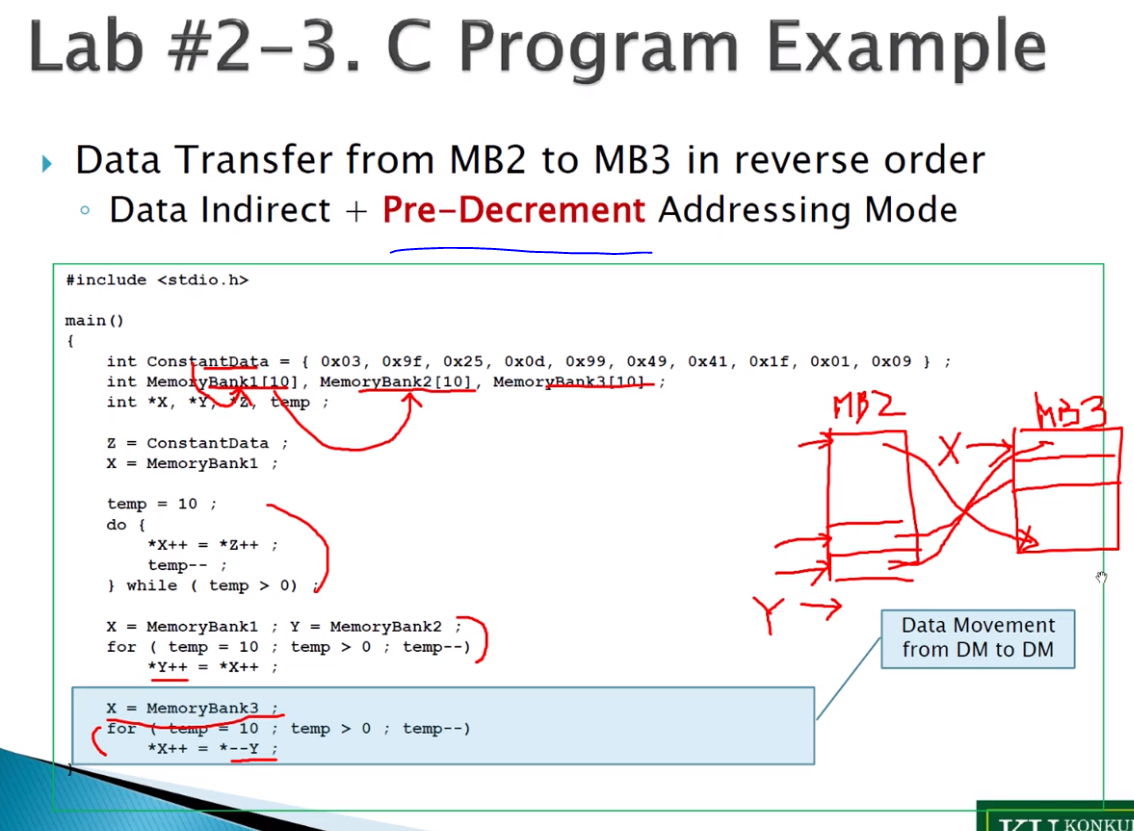 Lab #2-3. C Program Example
Data Transfer from MB2 to MB3 in reverse order
Data Indirect + Pre-Decrement Addressing Mode
#include <stdio.h>
main()
{
int ConstantData = { 0x03, 0x9f, 0x25, 0x0d, 0x99, 0x49, 0x41, 0x1f, 0x01, 0x09 } ;
int MemoryBank1[10], MemoryBank2[10], MemoryBank3[10] ;
int *X, *Y, *Z, temp ;
Z = ConstantData ;
X = MemoryBank1 ;
temp = 10 ;
do {
*X++ = *Z++ ;
temp-- ;
} while ( temp > 0) ;
X = MemoryBank1 ; Y = MemoryBank2 ;
for ( temp = 10 ; temp > 0 ; temp--)
*Y++ = *X++ ;
X = MemoryBank3 ;
for ( temp = 10 ; temp > 0 ; temp--)
*X++ = *--Y ;
}
MB2
MB3
X
Y
Data Movement
from DM to DM